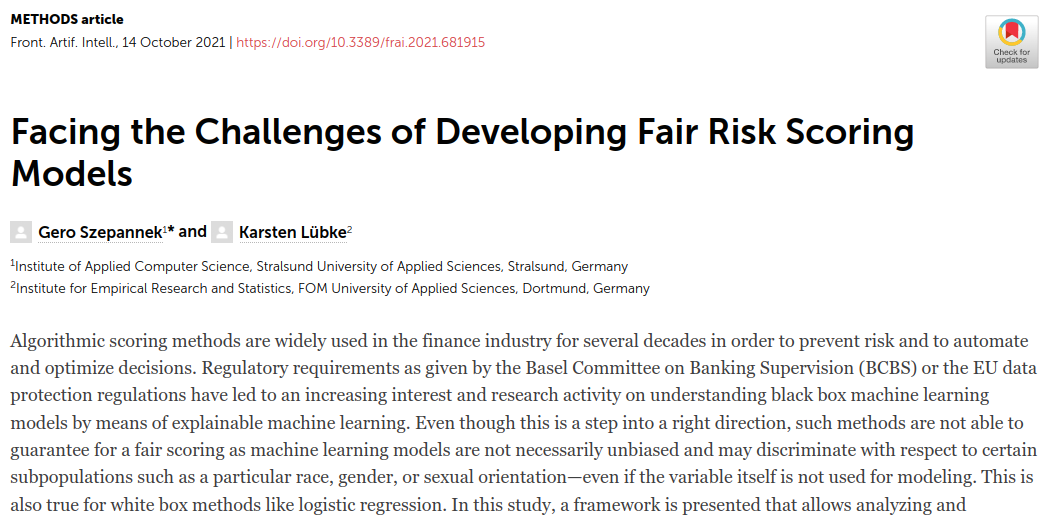 METHODS article
Front. Artif. Intell., 14 October 2021 | https://doi.org/10.3389/frai.2021.681915
Check for
updates
Facing the Challenges of Developing Fair Risk Scoring
Models
Gero Szepannek1* and Karsten Lübke2
1Institute of Applied Computer Science, Stralsund University of Applied Sciences, Stralsund, Germany
2Institute for Empirical Research and Statistics, FOM University of Applied Sciences, Dortmund, Germany
Algorithmic scoring methods are widely used in the finance industry for several decades in order to prevent risk and to automate
and optimize decisions. Regulatory requirements as given by the Basel Committee on Banking Supervision (BCBS) or the EU data
protection regulations have led to an increasing interest and research activity on understanding black box machine learning
models by means of explainable machine learning. Even though this is a step into a right direction, such methods are not able to
guarantee for a fair scoring as machine learning models are not necessarily unbiased and may discriminate with respect to certain
subpopulations such as a particular race, gender, or sexual orientation—even if the variable itself is not used for modeling. This is
also true for white box methods like logistic regression. In this study, a framework is presented that allows analyzing and